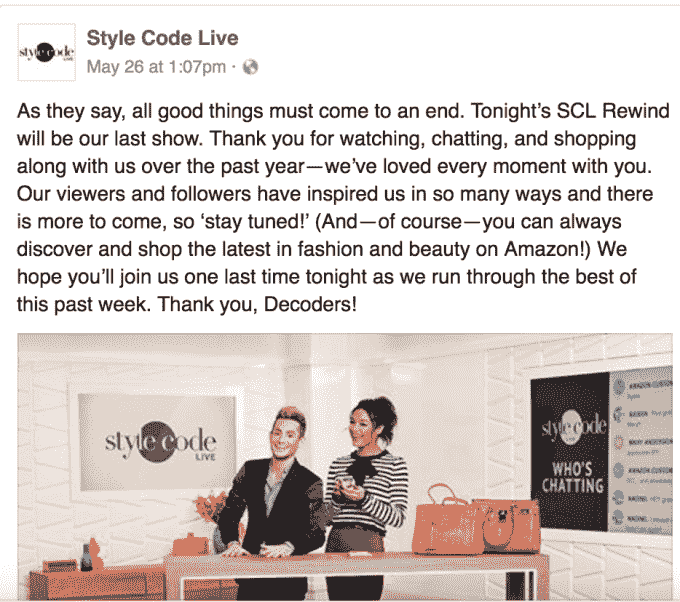 style code
LIVE
Style Code Live
May 26 at 1:07pm ·
As they say, all good things must come to an end. Tonight's SCL Rewind
will be our last show. Thank you for watching, chatting, and shopping
along with us over the past year—we've loved every moment with you.
Our viewers and followers have inspired us in so many ways and there
is more to come, so ‘stay tuned!’ (And—of course—you can always
discover and shop the latest in fashion and beauty on Amazon!) We
hope you'll join us one last time tonight as we run through the best of
this past week. Thank you, Decoders!
style code
LIVE
style code
WHO'S
CHATTING